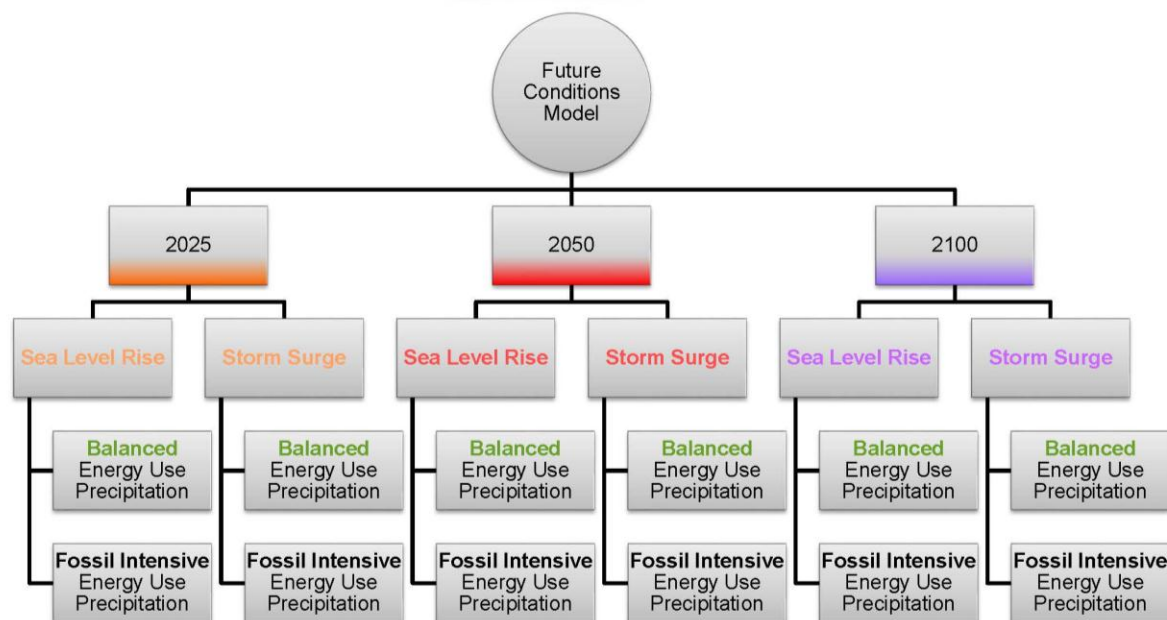 Future
Conditions
Model
2025
2050
2100
Sea Level Rise
Storm Surge
Sea Level Rise
Storm Surge
Sea Level Rise
Storm Surge
Balanced
Energy Use
Precipitation
Balanced
Energy Use
Precipitation
Balanced
Energy Use
Precipitation
Balanced
Energy Use
Precipitation
Balanced
Energy Use
Precipitation
Balanced
Energy Use
Precipitation
Fossil Intensive
Energy Use
Precipitation
Fossil Intensive
Energy Use
Precipitation
Fossil Intensive
Energy Use
Precipitation
Fossil Intensive
Energy Use
Precipitation
Fossil Intensive
Energy Use
Precipitation
Fossil Intensive
Energy Use
Precipitation